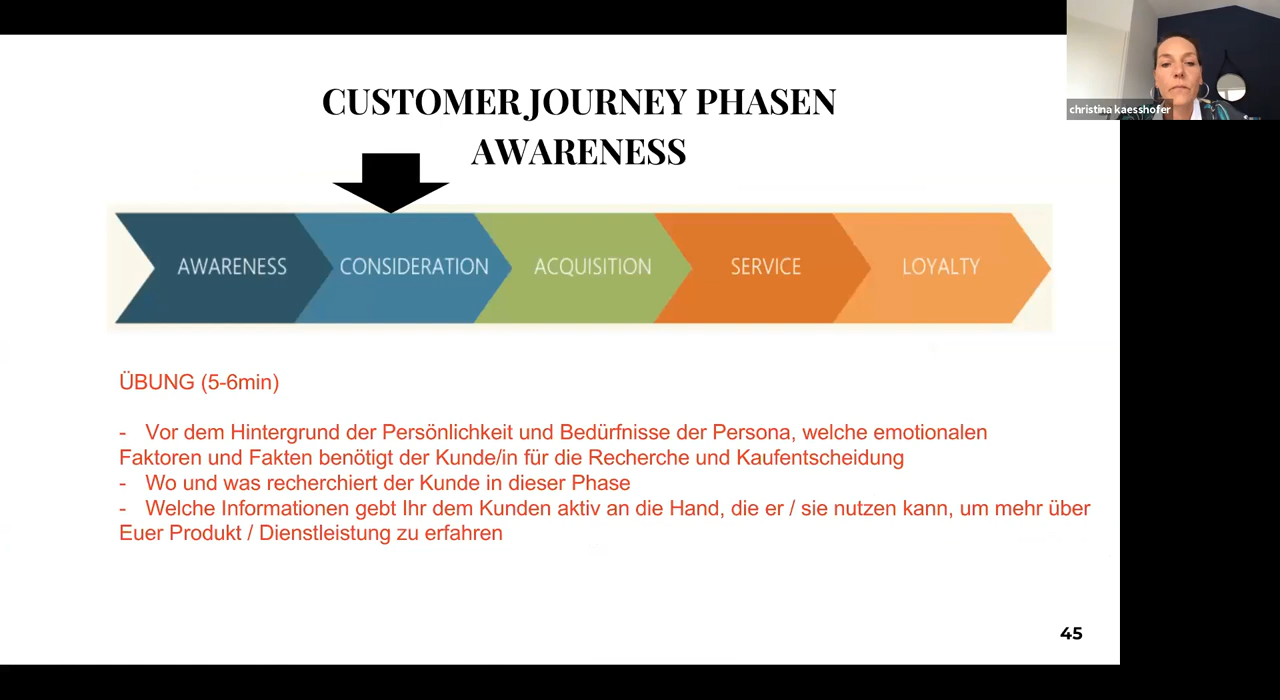 CUSTOMER JOURNEY PHASEN
AWARENESS
christina kaesshofer
AWARENESS
CONSIDERATION
ACQUISITION
SERVICE
LOYALTY
ÜBUNG (5-6min)
- Vor dem Hintergrund der Persönlichkeit und Bedürfnisse der Persona, welche emotionalen
Faktoren und Fakten benötigt der Kunde/in für die Recherche und Kaufentscheidung
- Wo und was recherchiert der Kunde in dieser Phase
- Welche Informationen gebt Ihr dem Kunden aktiv an die Hand, die er / sie nutzen kann, um mehr über
Euer Produkt / Dienstleistung zu erfahren
45